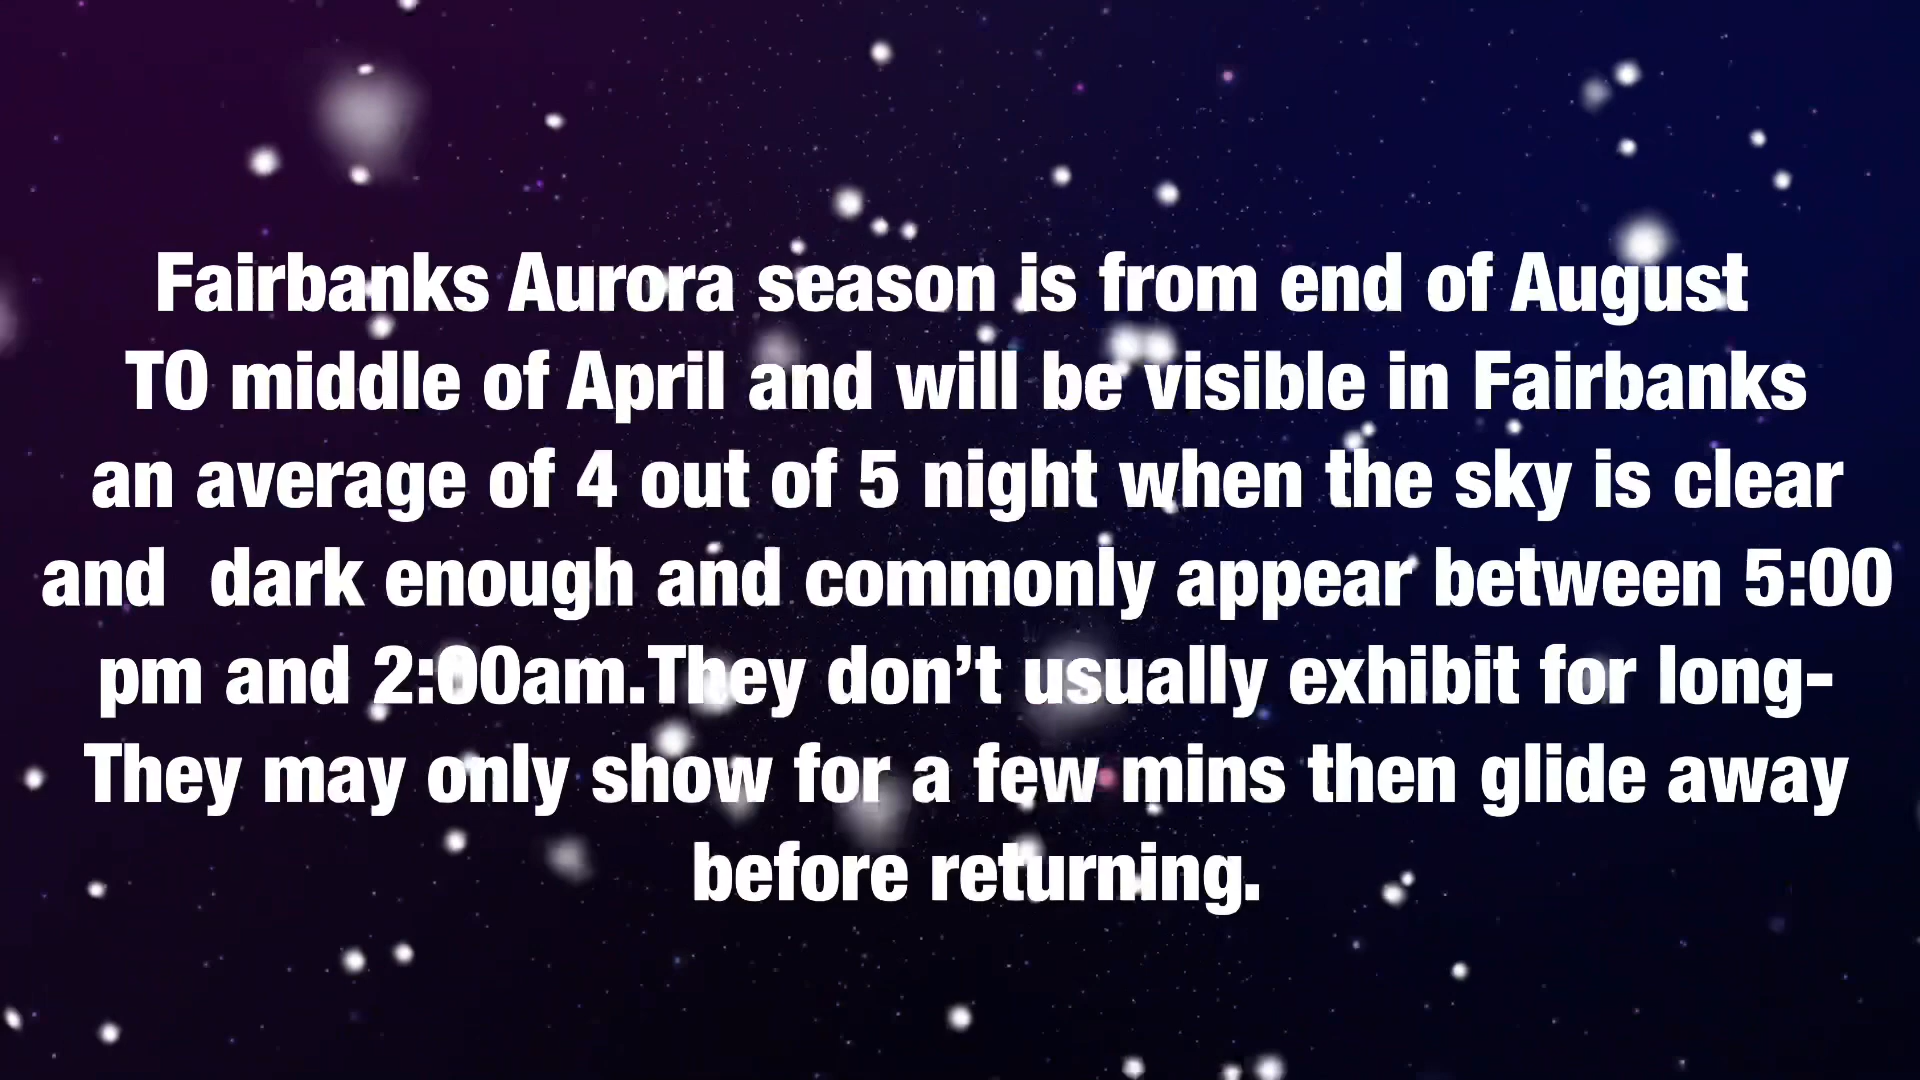 Fairbanks Aurora season is from end of August
TO middle of April and will be visible in Fairbanks
an average of 4 out of 5 night when the sky is clear
and  dark enough and commonly appear between 5:00
pm and 2:00am.They don’t usually exhibit for long-
They may only show for a few mins then glide away
before returning.